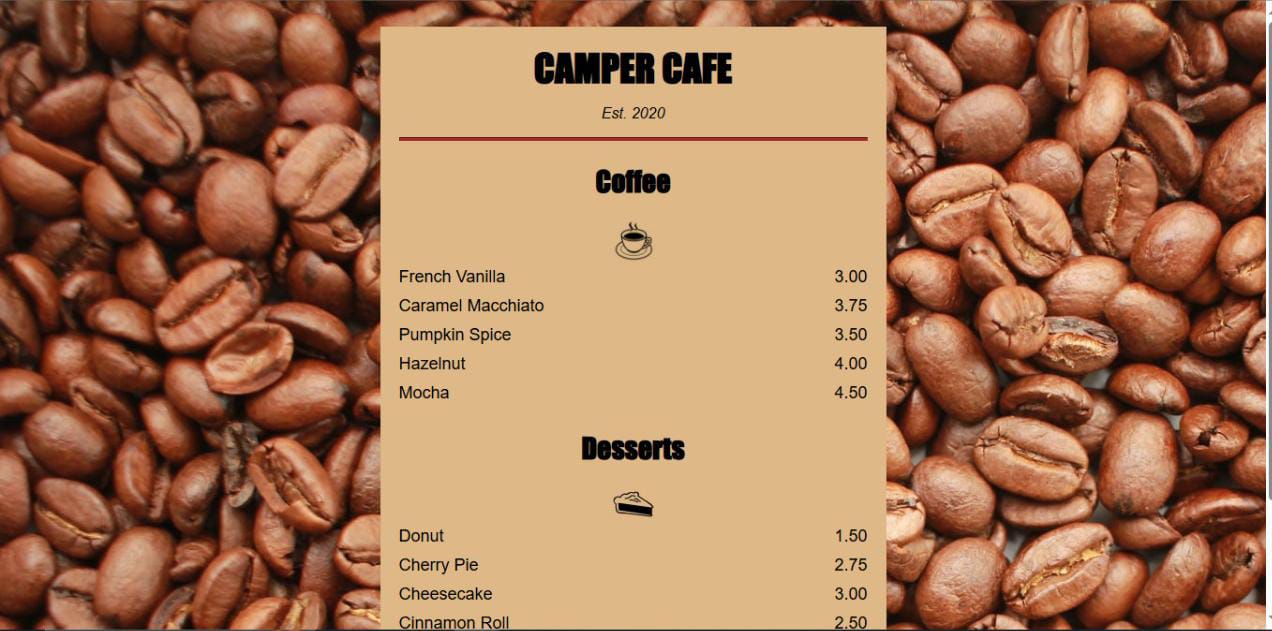 CAMPER CAFE
Est. 2020
Coffee
French Vanilla 3.00
Caramel Macchiato 3.75
Pumpkin Spice 3.50
Hazelnut 4.00
Mocha 4.50
Desserts
Donut 1.50
Cherry Pie 2.75
Cheesecake 3.00
Cinnamon Roll 2.50